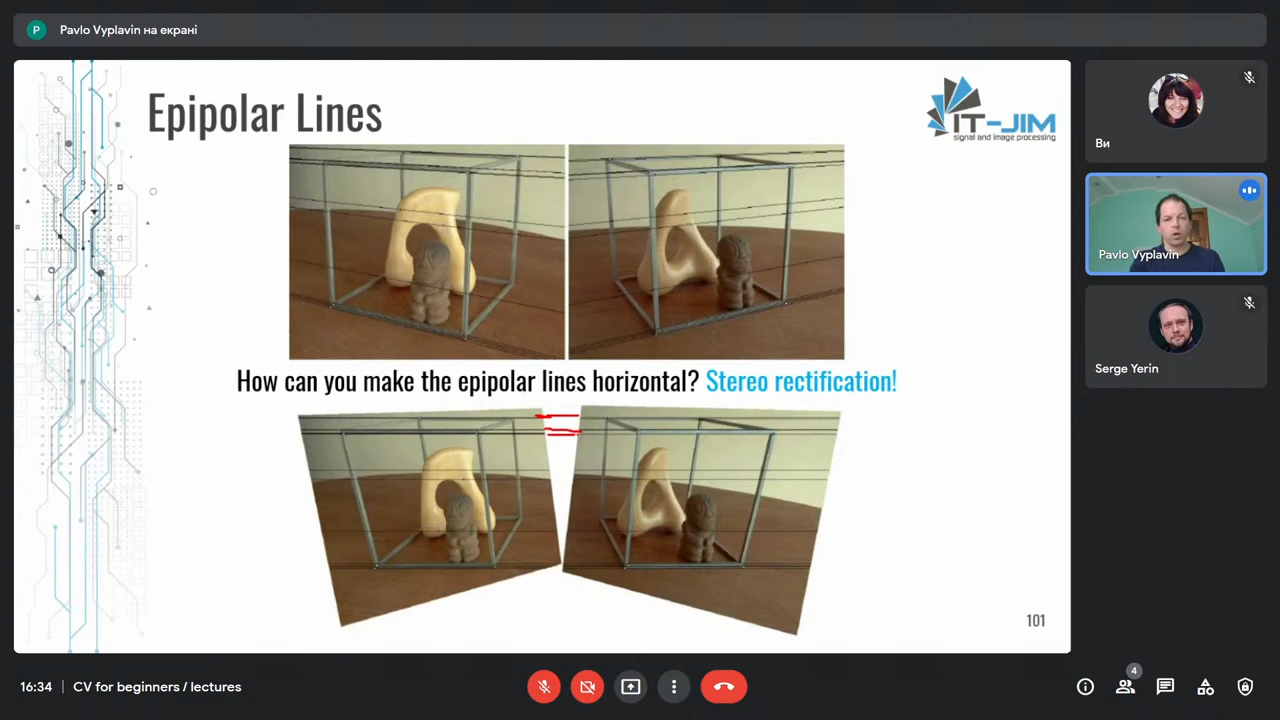 P Pavlo Vyplavin на екрані
Epipolar Lines
IT-JIM
signal and image processing
How can you make the epipolar lines horizontal? Stereo rectification!
101
Ви
Pavlo Vyplavin
Serge Yerin
16:34 | CV for beginners / lectures
4